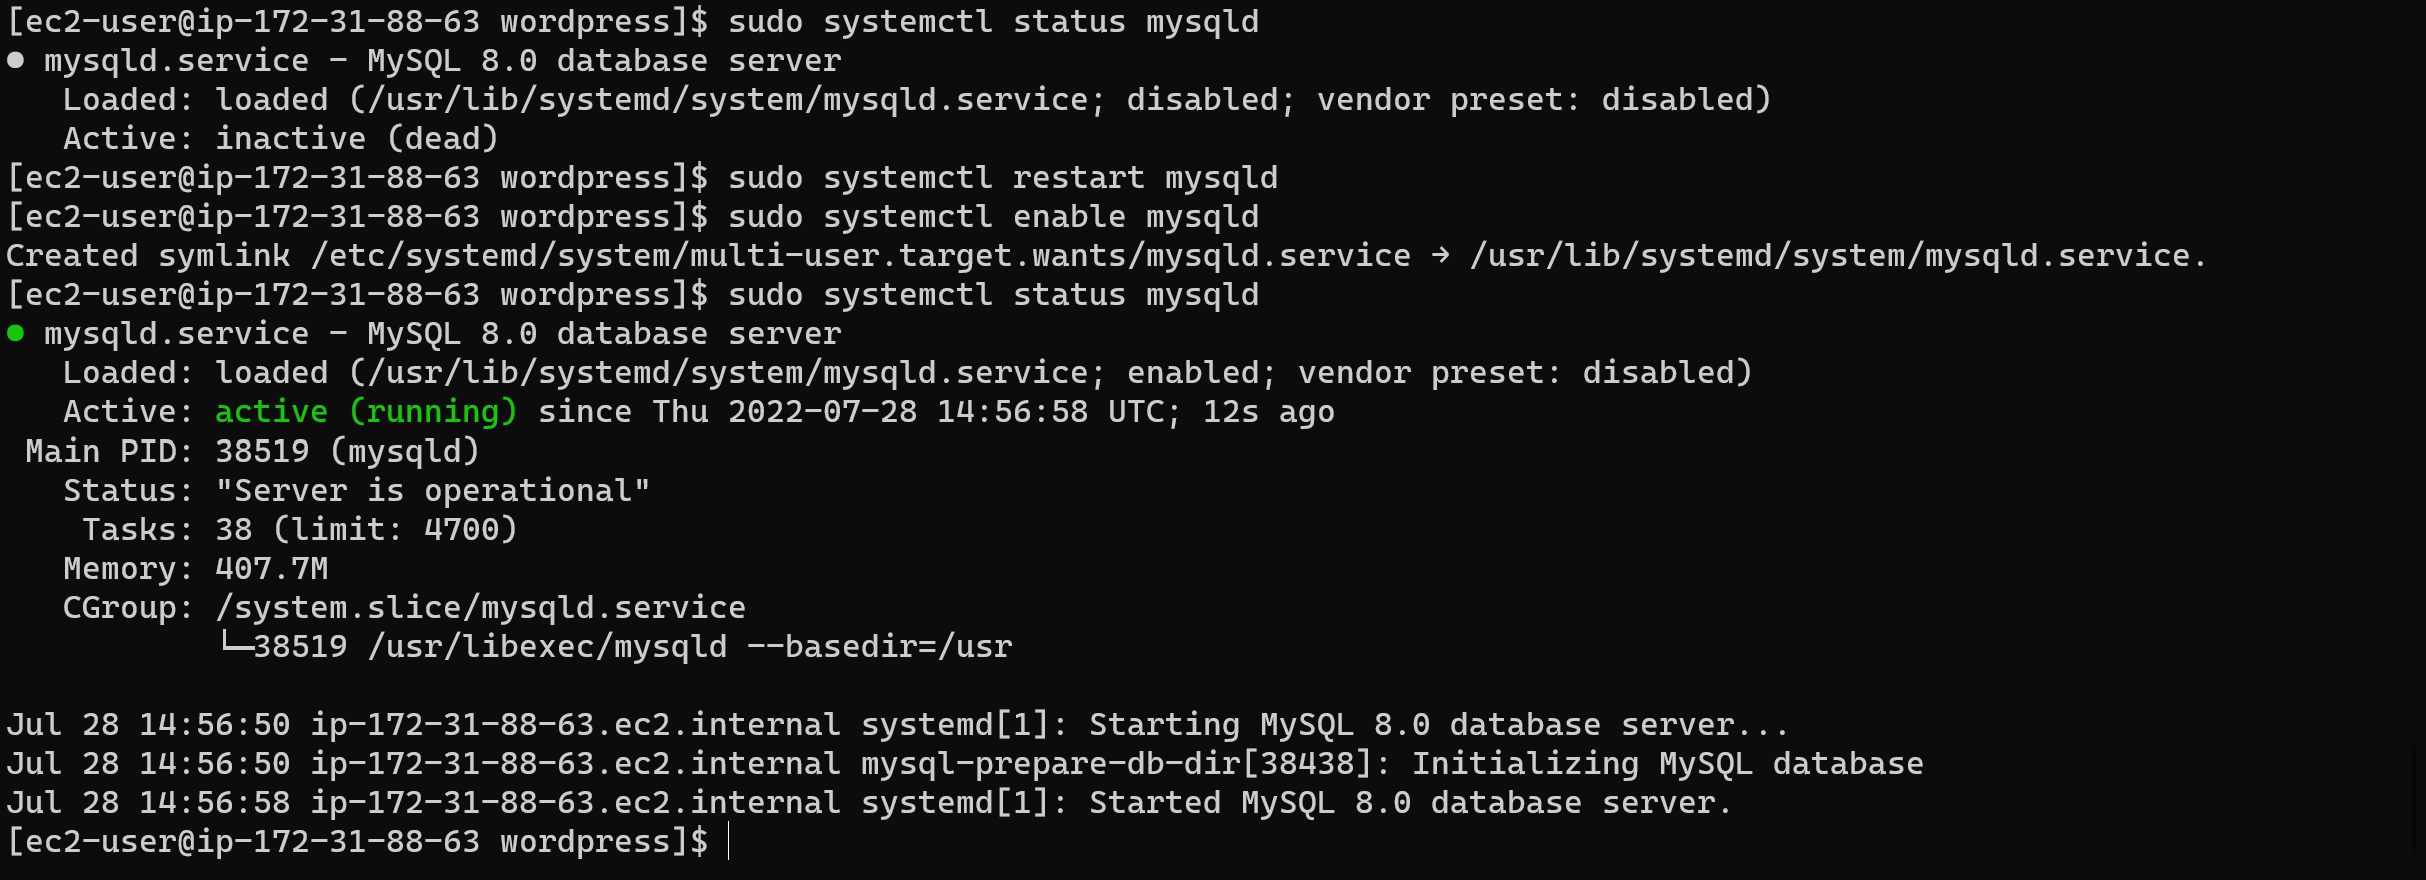 [ec2-user@ip-172-31-88-63 wordpress]$ sudo systemctl status mysqld
● mysqld.service - MySQL 8.0 database server
   Loaded: loaded (/usr/lib/systemd/system/mysqld.service; disabled; vendor preset: disabled)
   Active: inactive (dead)
[ec2-user@ip-172-31-88-63 wordpress]$ sudo systemctl restart mysqld
[ec2-user@ip-172-31-88-63 wordpress]$ sudo systemctl enable mysqld
Created symlink /etc/systemd/system/multi-user.target.wants/mysqld.service → /usr/lib/systemd/system/mysqld.service.
[ec2-user@ip-172-31-88-63 wordpress]$ sudo systemctl status mysqld
● mysqld.service - MySQL 8.0 database server
   Loaded: loaded (/usr/lib/systemd/system/mysqld.service; enabled; vendor preset: disabled)
   Active: active (running) since Thu 2022-07-28 14:56:58 UTC; 12s ago
 Main PID: 38519 (mysqld)
   Status: "Server is operational"
    Tasks: 38 (limit: 4700)
   Memory: 407.7M
   CGroup: /system.slice/mysqld.service
           └─38519 /usr/libexec/mysqld --basedir=/usr

Jul 28 14:56:50 ip-172-31-88-63.ec2.internal systemd[1]: Starting MySQL 8.0 database server...
Jul 28 14:56:50 ip-172-31-88-63.ec2.internal mysql-prepare-db-dir[38438]: Initializing MySQL database
Jul 28 14:56:58 ip-172-31-88-63.ec2.internal systemd[1]: Started MySQL 8.0 database server.
[ec2-user@ip-172-31-88-63 wordpress]$